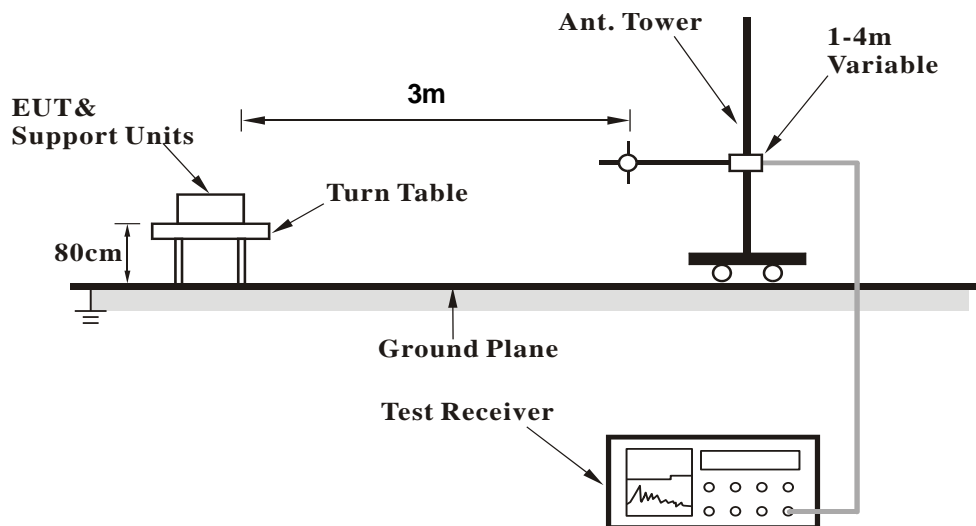 Ant. Tower
1-4m
Variable
3m
EUT&
Support Units
Turn Table
80cm
Ground Plane
Test Receiver